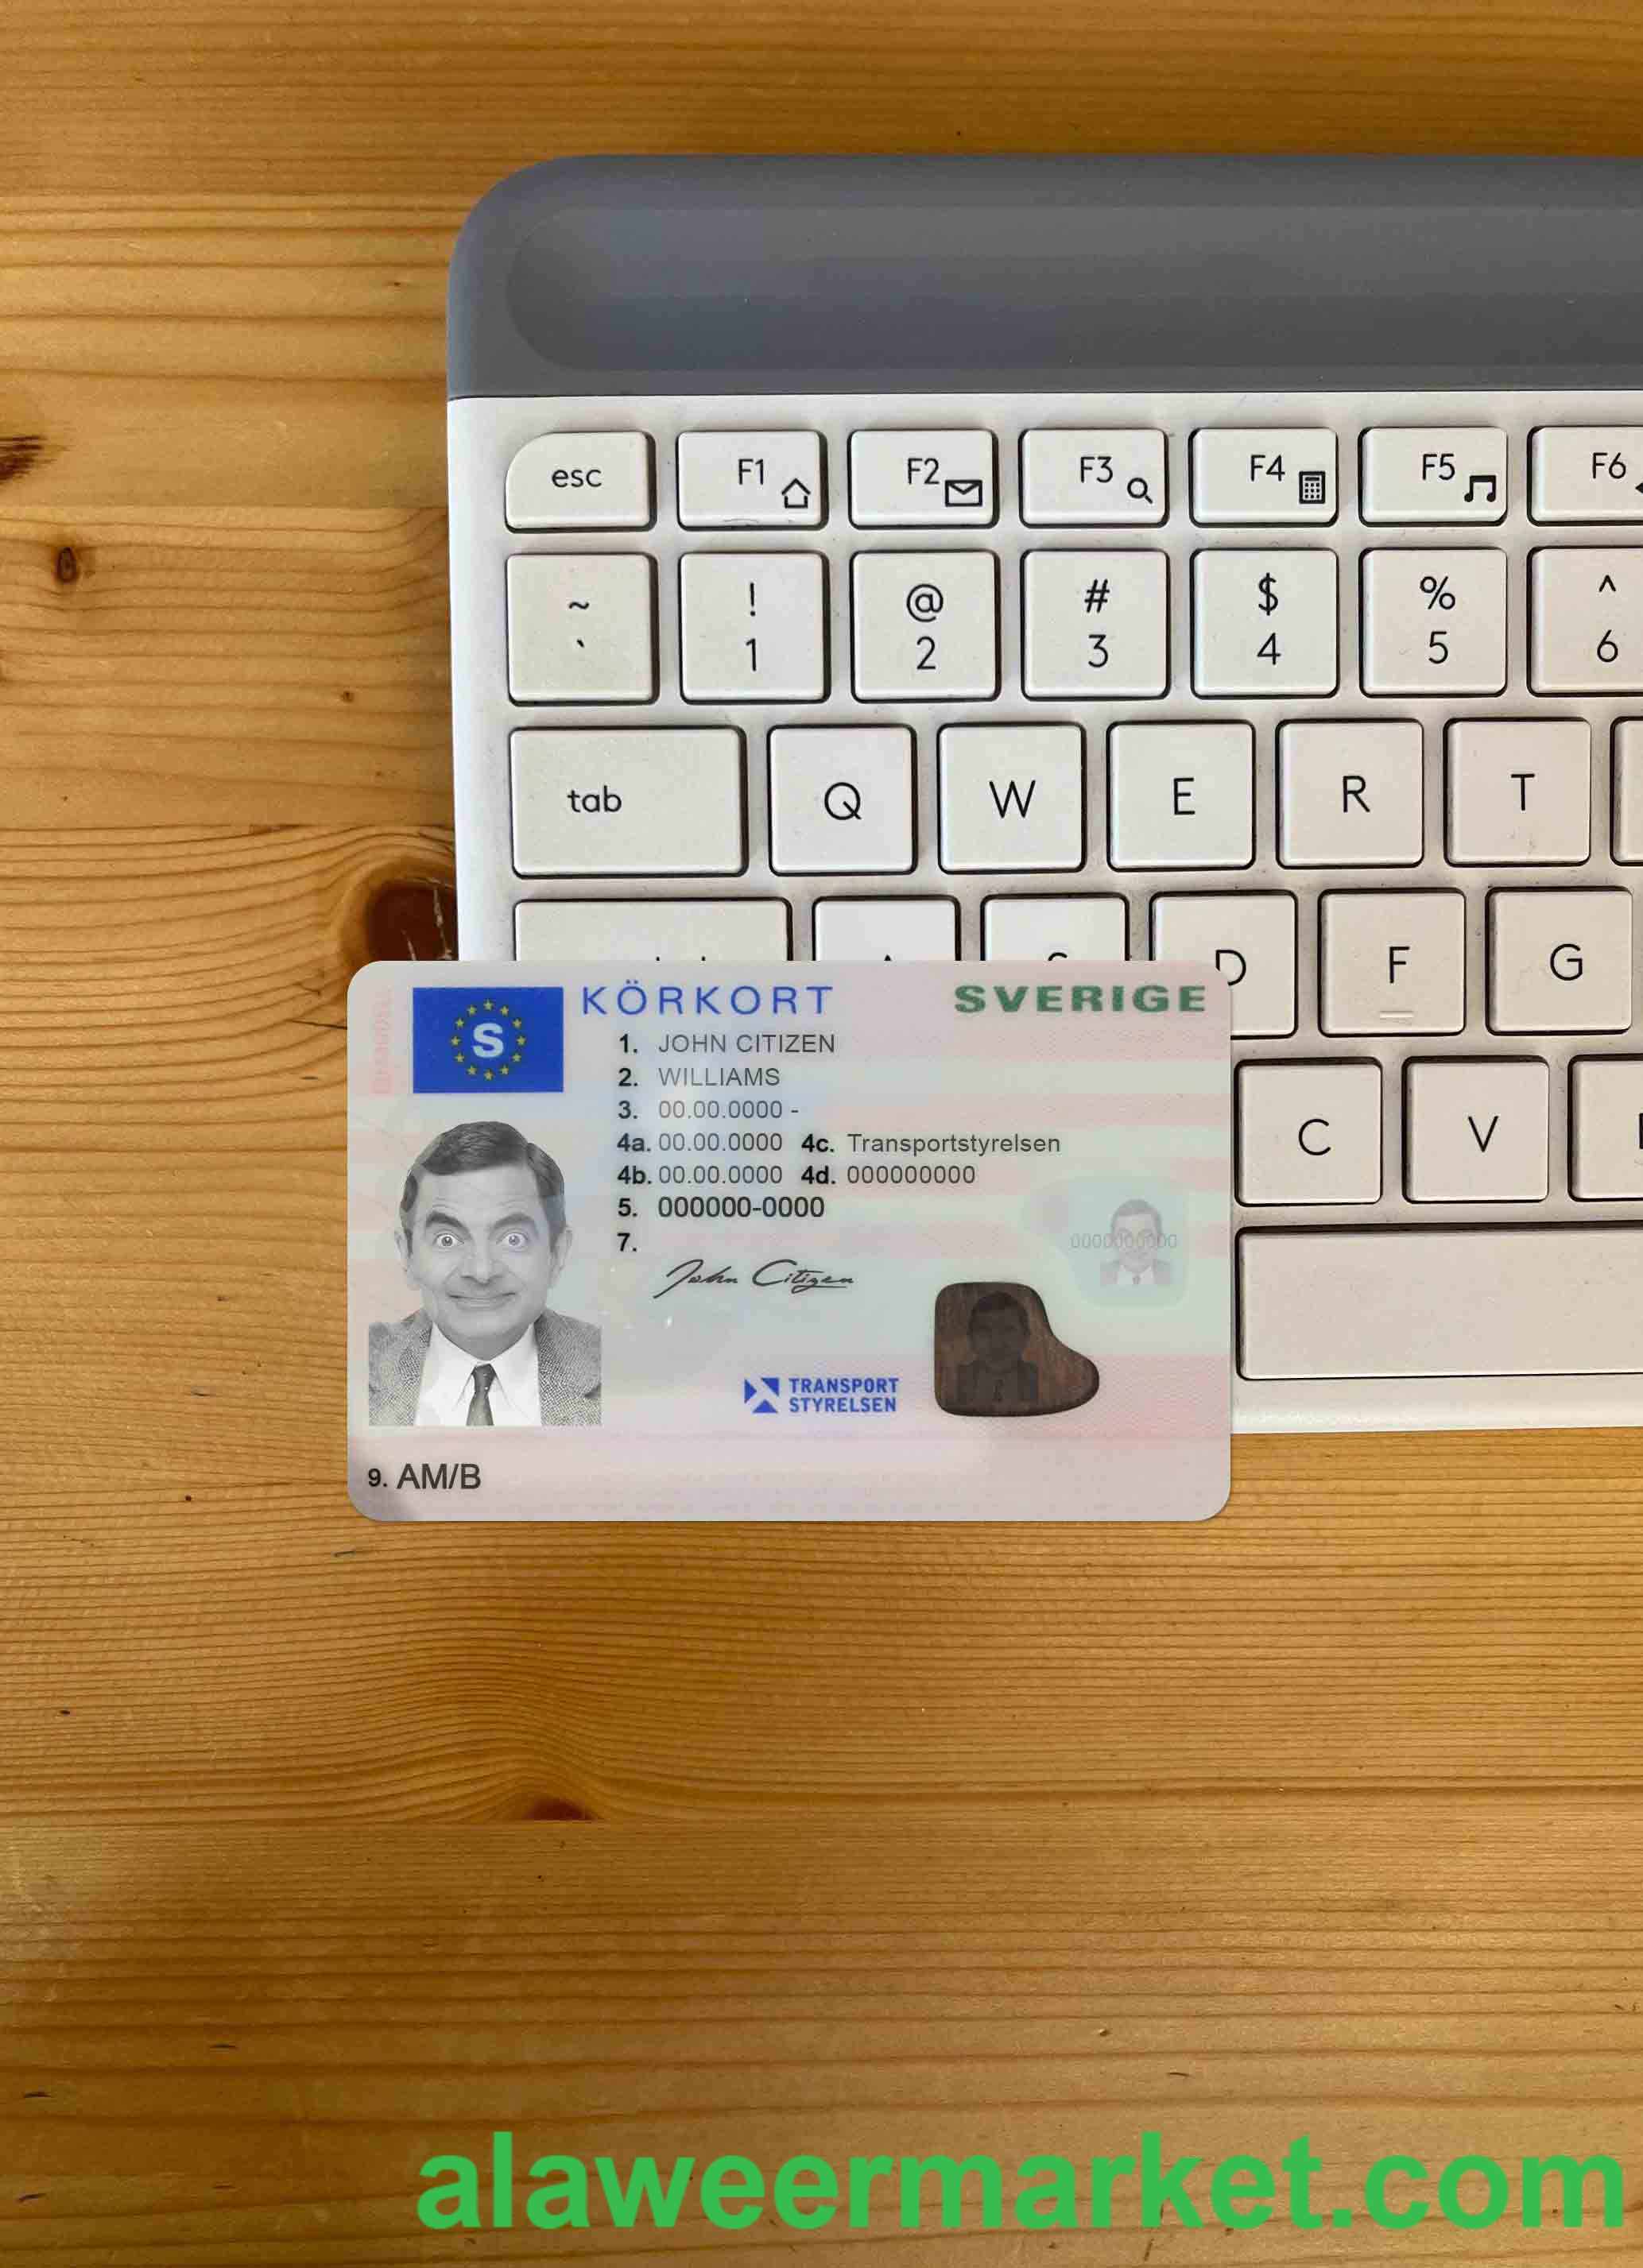 esc F1 F2 F3 F4 F5 F6
~ ! @ # $ % ^
` 1 2 3 4 5 6
tab Q W E R T
D F G
C V
KÖRKORT SVERIGE
S
1. JOHN CITIZEN
2. WILLIAMS
3. 00.00.0000 -
4a. 00.00.0000 4c. Transportstyrelsen
4b. 00.00.0000 4d. 000000000
5. 000000-0000
7.
John Citizen
0000000000
TRANSPORT
STYRELSEN
9. AM/B
alaweermarket.com